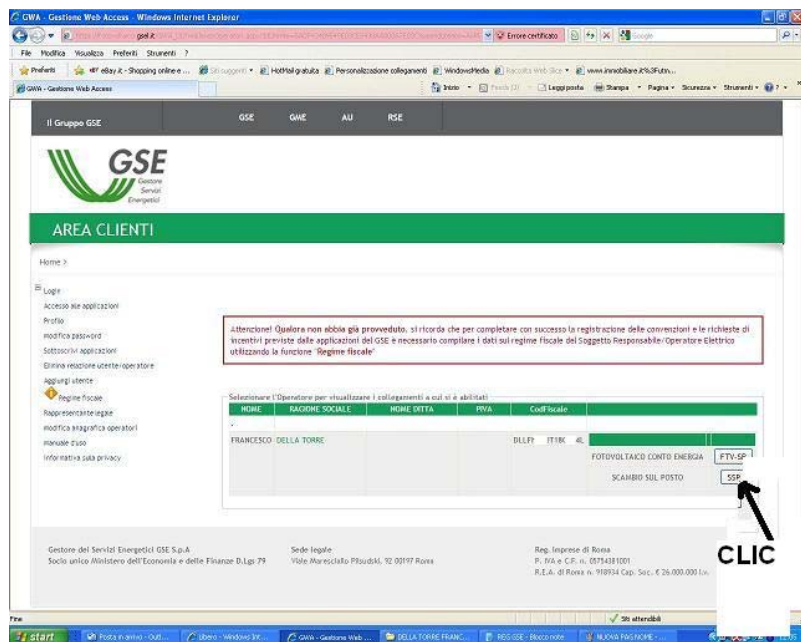 GWA - Gestione Web Access - Windows Internet Explorer
gse.it
Errore certificato
Google
File Modifica Visualizza Preferiti Strumenti ?
Preferiti
eBay.it - Shopping online e ...
Siti suggeriti
HotMail gratuita
Personalizzazione collegamenti
WindowsMedia
Raccolta Web Slice
GWA - Gestione Web Access
Inizio
Leggi posta
Stampa
Pagina
Sicurezza
Strumenti
Il Gruppo GSE
GSE GME AU RSE
GSE
Gestore
Servizi
Energetici
AREA CLIENTI
Home >
Login
Accesso alle applicazioni
Profilo
Modifica password
Sottoscrivi applicazioni
Elimina relazione utente/operatore
Aggiungi utente
Regime fiscale
Rappresentante legale
Modifica anagrafica operatori
Manuale d'uso
Informativa sulla privacy
Attenzione! Qualora non abbia già provveduto, si ricorda che per completare con successo la registrazione delle convenzioni e le richieste di
incentivi previste dalle applicazioni del GSE è necessario compilare i dati sul regime fiscale del Soggetto Responsabile/Operatore Elettrico
utilizzando la funzione "Regime fiscale"
Selezionare l'Operatore per visualizzare i collegamenti a cui si è abilitati
NOME RAGIONE SOCIALE NOME DITTA PIVA CodFiscale
FRANCESCO DELLA TORRE
FOTOVOLTAICO CONTO ENERGIA FTV-SP
SCAMBIO SUL POSTO SSP
CLIC
Gestore dei Servizi Energetici GSE S.p.A
Socio unico Ministero dell'Economia e delle Finanze D.Lgs 79
Sede legale
Viale Maresciallo Pilsudski, 92 00197 Roma
Reg. Imprese di Roma
P. IVA e C.F. n. 05754381001
R.E.A. di Roma n. 918934 Cap. Soc. € 26.000.000 i.v.
Fine
Siti attendibili
start
Posta in arrivo - Outl...
Libero - Windows Int...
GWA - Gestione Web ...
DELLA TORRE FRANC...
REG GSE - Blocco note
NUOVA PAG NOME - ...